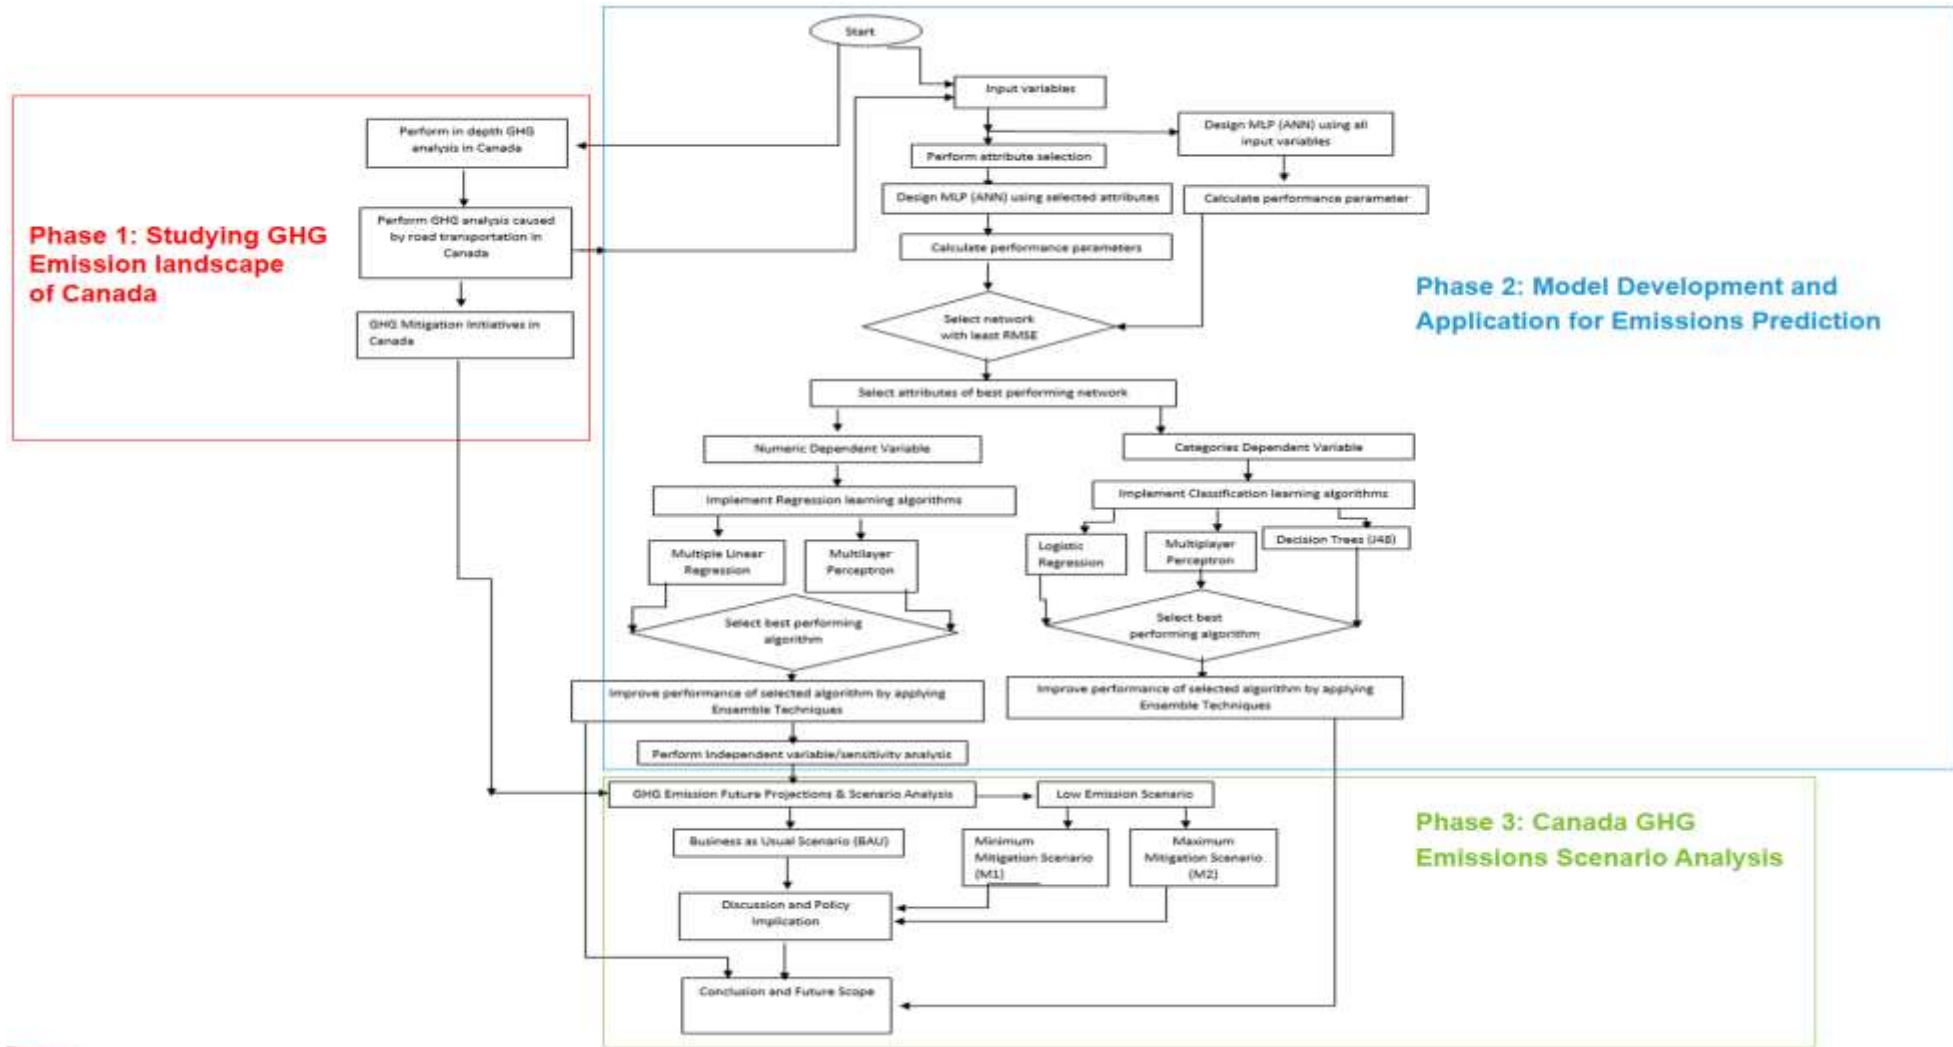 Start
Input variables
Perform in depth GHG
analysis in Canada
Design MLP (ANN) using all
input variables
Perform attribute selection
Design MLP (ANN) using selected attributes
Calculate performance parameter
Phase 1: Studying GHG
Emission landscape
of Canada
Perform GHG analysis caused
by road transportation in
Canada
Calculate performance parameters
Phase 2: Model Development and
Application for Emissions Prediction
GHG Mitigation Initiatives in
Canada
Select network
with least RMSE
Select attributes of best performing network
Numeric Dependent Variable
Categories Dependent Variable
Implement Regression learning algorithms
Implement Classification learning algorithms
Multiple Linear
Regression
Multilayer
Perceptron
Logistic
Regression
Multiplayer
Perceptron
Decision Trees (J48)
Select best performing
algorithm
Select best
performing algorithm
Improve performance of selected algorithm by applying
Ensemble Techniques
Improve performance of selected algorithm by applying
Ensemble Techniques
Perform Independent variable/sensitivity analysis
GHG Emission Future Projections & Scenario Analysis
Low Emission Scenario
Phase 3: Canada GHG
Emissions Scenario Analysis
Business as Usual Scenario (BAU)
Minimum
Mitigation Scenario
(M1)
Maximum
Mitigation Scenario
(M2)
Discussion and Policy
Implication
Conclusion and Future Scope